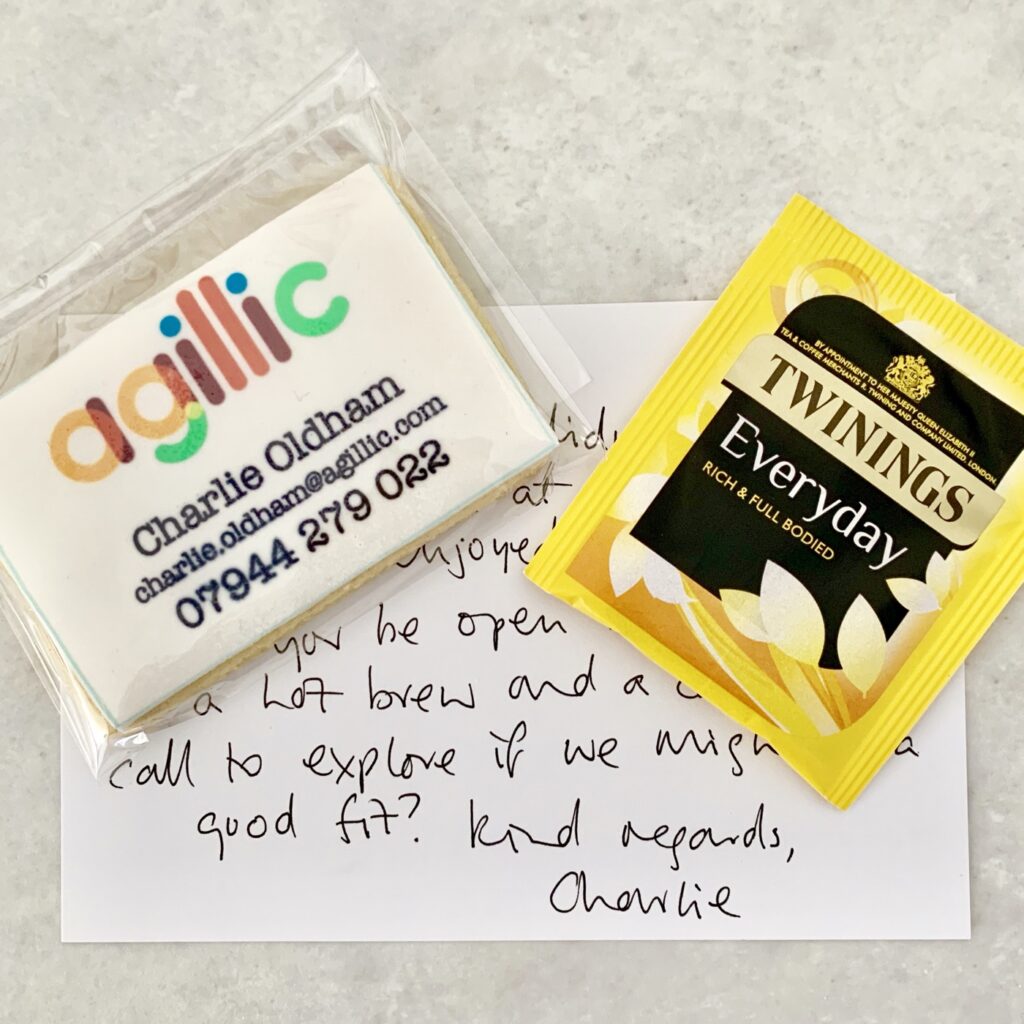 agillic
Charlie Oldham
charlie.oldham@agillic.com
07944 279 022
BY APPOINTMENT TO HER MAJESTY QUEEN ELIZABETH II
TEA & COFFEE MERCHANTS R. TWINING AND COMPANY LIMITED, LONDON.
TWININGS
Everyday
RICH & FULL BODIED
at
you be open
a hot brew and a
call to explore if we a
good fit? kind regards,
Charlie